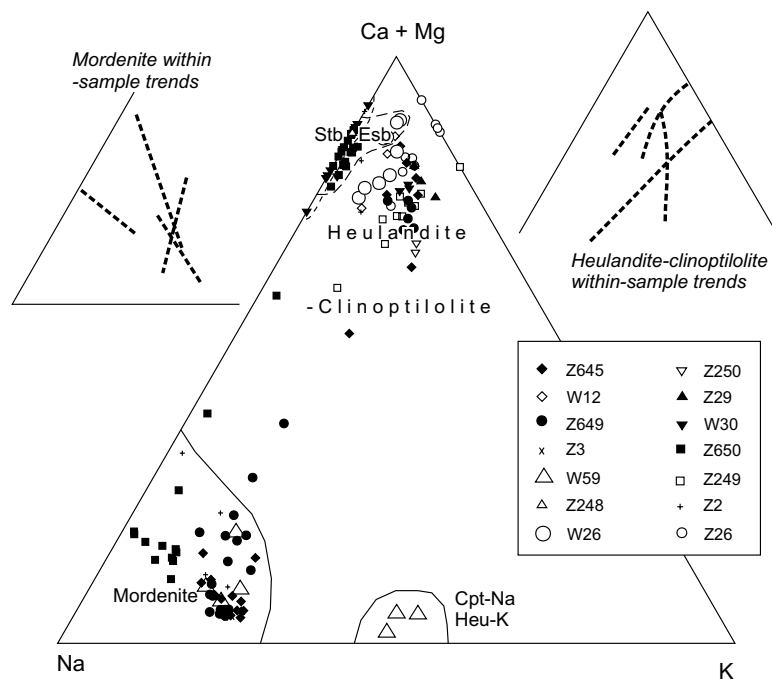 Ca + Mg
Mordenite within
-sample trends
Stb
Esb
Heulandite
-Clinoptilolite
Heulandite-clinoptilolite
within-sample trends
Z645
W12
Z649
Z3
W59
Z248
W26
Z250
Z29
W30
Z650
Z249
Z2
Z26
Mordenite
Cpt-Na
Heu-K
Na
K